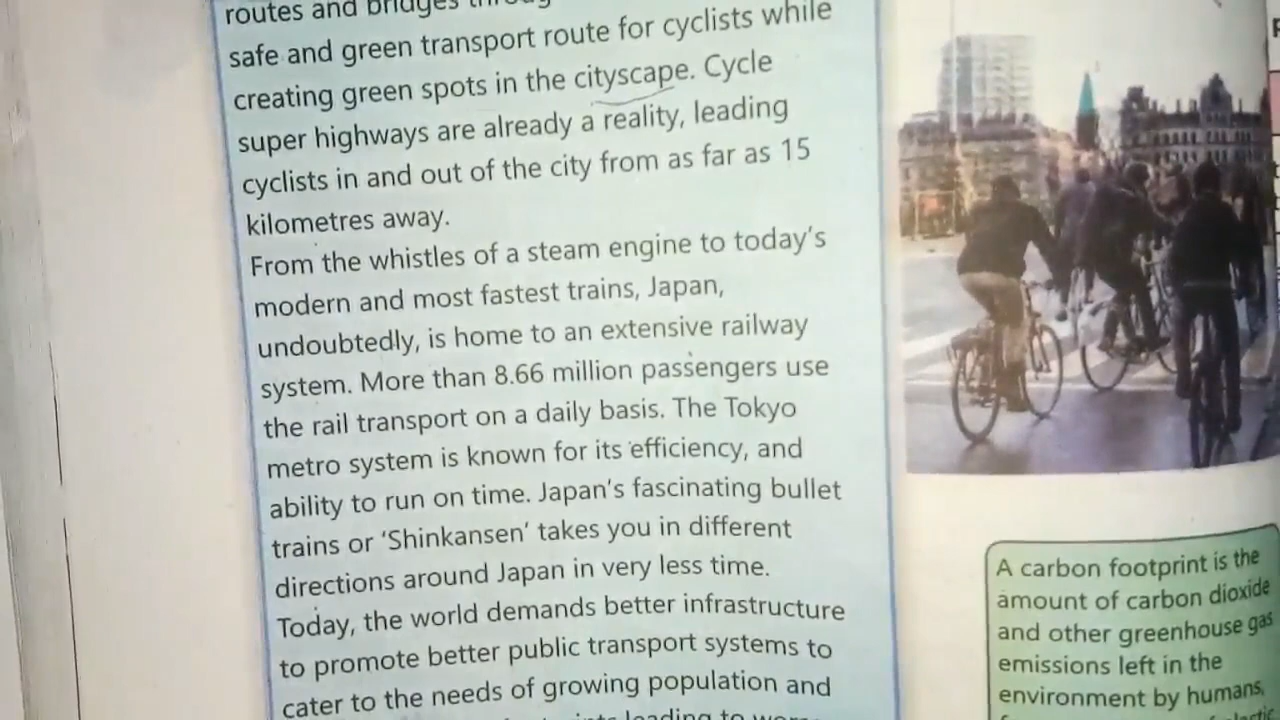 routes and bridges
safe and green transport route for cyclists while
creating green spots in the cityscape. Cycle
super highways are already a reality, leading
cyclists in and out of the city from as far as 15
kilometres away.
From the whistles of a steam engine to today's
modern and most fastest trains, Japan,
undoubtedly, is home to an extensive railway
system. More than 8.66 million passengers use
the rail transport on a daily basis. The Tokyo
metro system is known for its efficiency, and
ability to run on time. Japan's fascinating bullet
trains or 'Shinkansen' takes you in different
directions around Japan in very less time.
Today, the world demands better infrastructure
to promote better public transport systems to
cater to the needs of growing population and
leading to
A carbon footprint is the
amount of carbon dioxide
and other greenhouse gas
emissions left in the
environment by humans,